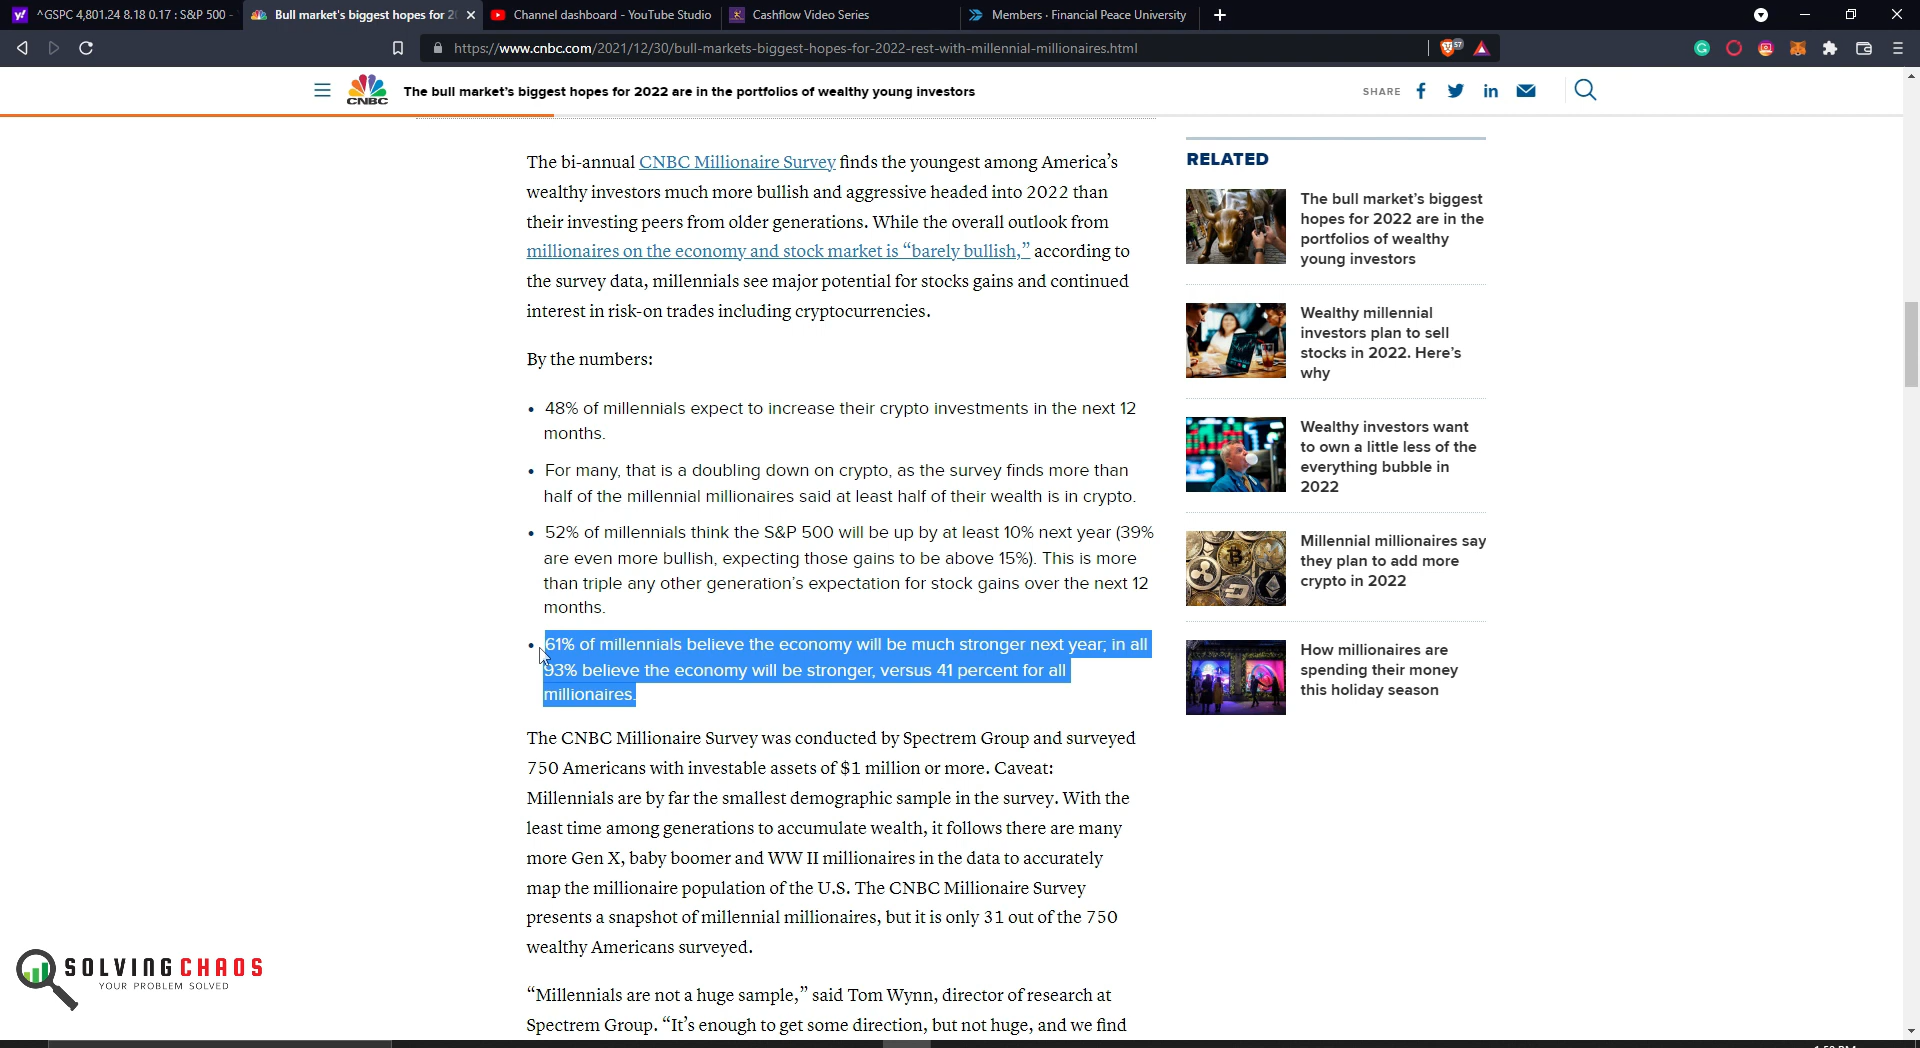 ^GSPC 4,801.24 8.18 0.17 : S&P 500 -
Bull market's biggest hopes for 2
Channel dashboard - YouTube Studio
Cashflow Video Series
Members · Financial Peace University
https://www.cnbc.com/2021/12/30/bull-markets-biggest-hopes-for-2022-rest-with-millennial-millionaires.html
57
CNBC
The bull market’s biggest hopes for 2022 are in the portfolios of wealthy young investors
SHARE
The bi-annual CNBC Millionaire Survey finds the youngest among America’s
wealthy investors much more bullish and aggressive headed into 2022 than
their investing peers from older generations. While the overall outlook from
millionaires on the economy and stock market is “barely bullish,” according to
the survey data, millennials see major potential for stocks gains and continued
interest in risk-on trades including cryptocurrencies.
By the numbers:
• 48% of millennials expect to increase their crypto investments in the next 12
months.
• For many, that is a doubling down on crypto, as the survey finds more than
half of the millennial millionaires said at least half of their wealth is in crypto.
• 52% of millennials think the S&P 500 will be up by at least 10% next year (39%
are even more bullish, expecting those gains to be above 15%). This is more
than triple any other generation’s expectation for stock gains over the next 12
months.
• 61% of millennials believe the economy will be much stronger next year; in all
93% believe the economy will be stronger, versus 41 percent for all
millionaires.
The CNBC Millionaire Survey was conducted by Spectrem Group and surveyed
750 Americans with investable assets of $1 million or more. Caveat:
Millennials are by far the smallest demographic sample in the survey. With the
least time among generations to accumulate wealth, it follows there are many
more Gen X, baby boomer and WW II millionaires in the data to accurately
map the millionaire population of the U.S. The CNBC Millionaire Survey
presents a snapshot of millennial millionaires, but it is only 31 out of the 750
wealthy Americans surveyed.
“Millennials are not a huge sample,” said Tom Wynn, director of research at
Spectrem Group. “It’s enough to get some direction, but not huge, and we find
RELATED
The bull market’s biggest
hopes for 2022 are in the
portfolios of wealthy
young investors
Wealthy millennial
investors plan to sell
stocks in 2022. Here’s
why
Wealthy investors want
to own a little less of the
everything bubble in
2022
Millennial millionaires say
they plan to add more
crypto in 2022
How millionaires are
spending their money
this holiday season
SOLVING CHAOS
YOUR PROBLEM SOLVED